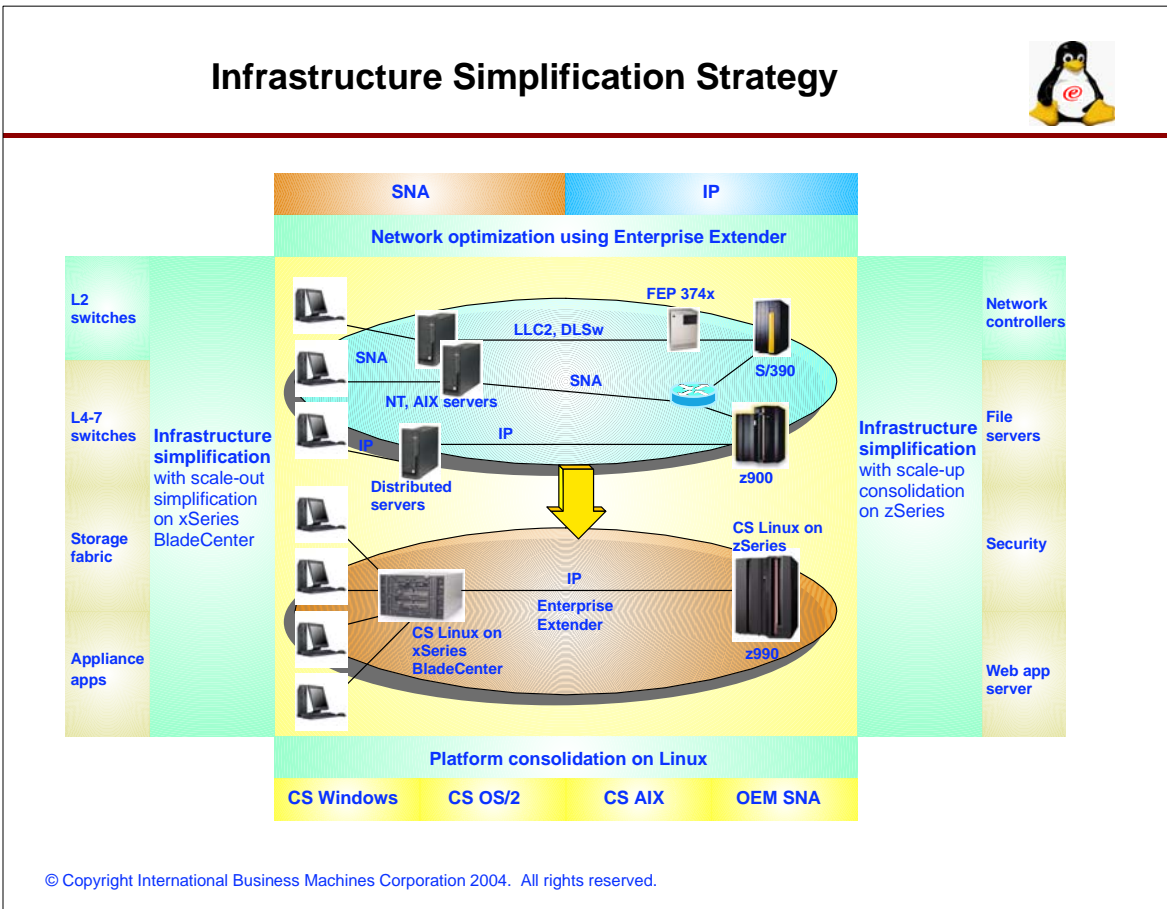 Infrastructure Simplification Strategy
e
SNA
IP
Network optimization using Enterprise Extender
L2
switches
L4-7
switches
Storage
fabric
Appliance
apps
Infrastructure
simplification
with scale-out
simplification
on xSeries
BladeCenter
FEP 374x
LLC2, DLSw
SNA
S/390
SNA
NT, AIX servers
IP
IP
z900
Distributed
servers
CS Linux on
zSeries
IP
Enterprise
Extender
CS Linux on
xSeries
BladeCenter
z990
Infrastructure
simplification
with scale-up
consolidation
on zSeries
Network
controllers
File
servers
Security
Web app
server
Platform consolidation on Linux
CS Windows
CS OS/2
CS AIX
OEM SNA
© Copyright International Business Machines Corporation 2004. All rights reserved.